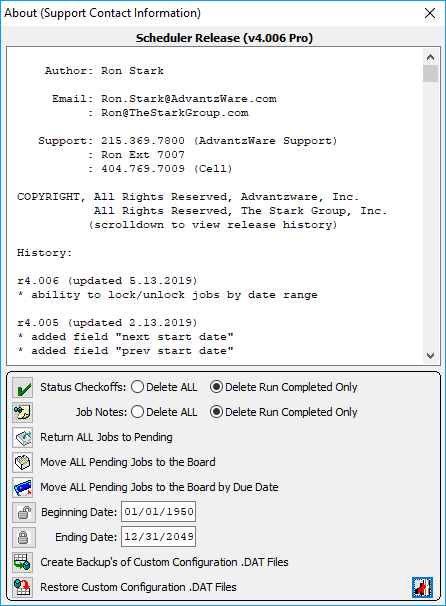 About (Support Contact Information)
Scheduler Release (v4.006 Pro)
Author: Ron Stark
Email: Ron.Stark@AdvantzWare.com
: Ron@TheStarkGroup.com
Support: 215.369.7800 (AdvantzWare Support)
: Ron Ext 7007
: 404.769.7009 (Cell)
COPYRIGHT, All Rights Reserved, Advantzware, Inc.
All Rights Reserved, The Stark Group, Inc.
(scrolldown to view release history)
History:
r4.006 (updated 5.13.2019)
* ability to lock/unlock jobs by date range
r4.005 (updated 2.13.2019)
* added field "next start date"
* added field "prev start date"
Status Checkoffs: Delete ALL Delete Run Completed Only
Job Notes: Delete ALL Delete Run Completed Only
Return ALL Jobs to Pending
Move ALL Pending Jobs to the Board
Move ALL Pending Jobs to the Board by Due Date
Beginning Date: 01/01/1950
Ending Date: 12/31/2049
Create Backup's of Custom Configuration .DAT Files
Restore Custom Configuration .DAT Files